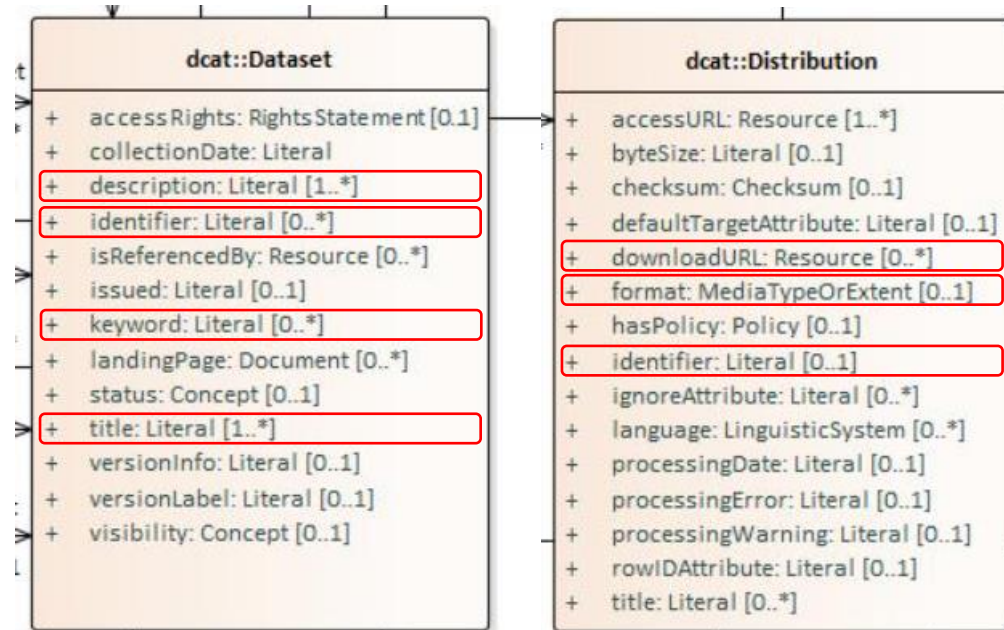 dcat::Dataset
+ accessRights: RightsStatement [0.1]
+ collectionDate: Literal
+ description: Literal [1..*]
+ identifier: Literal [0..*]
+ isReferencedBy: Resource [0..*]
+ issued: Literal [0..1]
+ keyword: Literal [0..*]
+ landingPage: Document [0..*]
+ status: Concept [0..1]
+ title: Literal [1..*]
+ versionInfo: Literal [0..1]
+ versionLabel: Literal [0..1]
+ visibility: Concept [0..1]
dcat::Distribution
+ accessURL: Resource [1..*]
+ byteSize: Literal [0..1]
+ checksum: Checksum [0..1]
+ defaultTargetAttribute: Literal [0..1]
+ downloadURL: Resource [0..*]
+ format: MediaTypeOrExtent [0..1]
+ hasPolicy: Policy [0..1]
+ identifier: Literal [0..1]
+ ignoreAttribute: Literal [0..*]
+ language: LinguisticSystem [0..*]
+ processingDate: Literal [0..1]
+ processingError: Literal [0..1]
+ processingWarning: Literal [0..1]
+ rowIDAttribute: Literal [0..1]
+ title: Literal [0..*]